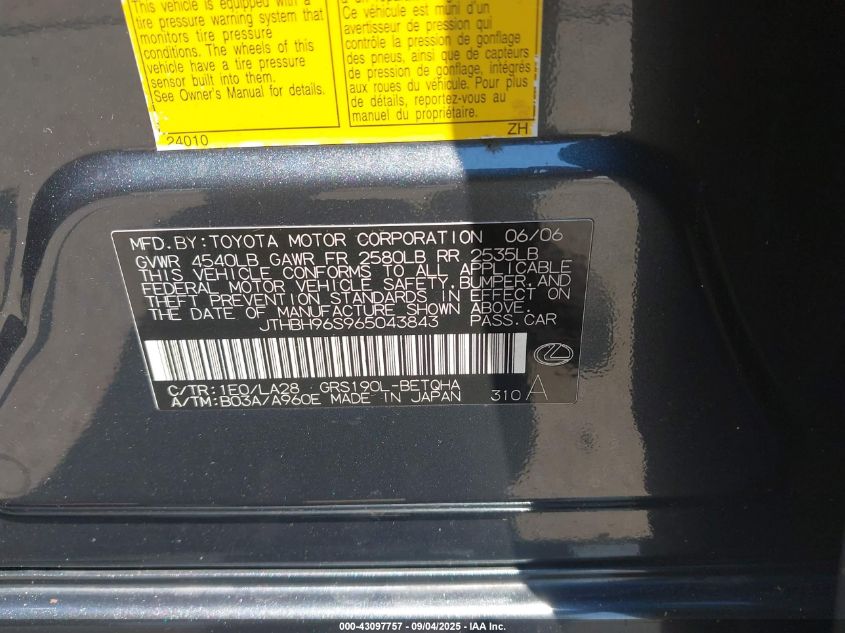 This vehicle is equipped with a
tire pressure warning system that
monitors tire pressure
conditions. The wheels of this
vehicle have a tire pressure
sensor built into them.
See Owner's Manual for details.
24010
Ce véhicule est muni d'un
avertisseur de pression qui
contrôle la pression de gonflage
des pneus, ainsi que de capteurs
de pression de gonflage, intégrés
aux roues du véhicule. Pour plus
de détails, reportez-vous au
manuel du propriétaire.
ZH
MFD.BY:TOYOTA MOTOR CORPORATION 06/06
GVWR 4540LB GAWR FR 2580LB RR 2535LB
THIS VEHICLE CONFORMS TO ALL APPLICABLE
FEDERAL MOTOR VEHICLE SAFETY,BUMPER,AND
THEFT PREVENTION STANDARDS IN EFFECT ON
THE DATE OF MANUFACTURE SHOWN ABOVE.
JTHBH96S965043843 PASS.CAR
C/TR:1E0/LA28 GRS190L-BETQHA
A/TM:B03A/A960E MADE IN JAPAN 310 A
000-43097757 - 09/04/2025 - IAA Inc.